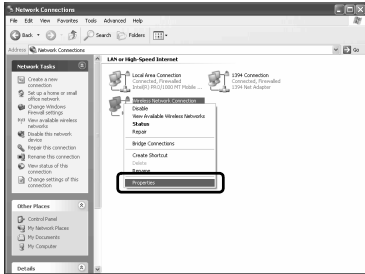 Network Connections
File Edit View Favorites Tools Advanced Help
Back Search Folders
Address Network Connections Go
Network Tasks
Create a new connection
Set up a home or small office network
Change Windows Firewall settings
View available wireless networks
Disable this network device
Repair this connection
Rename this connection
View status of this connection
Change settings of this connection
Other Places
Control Panel
My Network Places
My Documents
My Computer
Details
LAN or High-Speed Internet
Local Area Connection
Connected, Firewalled
Intel(R) PRO/1000 MT Mobile ...
1394 Connection
Connected, Firewalled
1394 Net Adapter
Wireless Network Connection
Disable
View Available Wireless Networks
Status
Repair
Bridge Connections
Create Shortcut
Delete
Rename
Properties